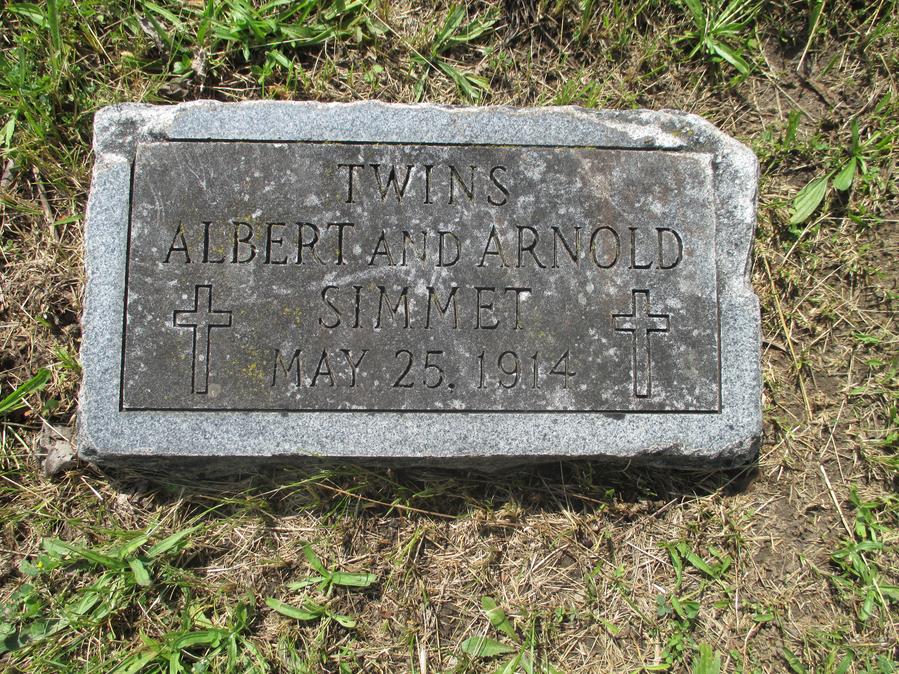 TWINS
ALBERT AND ARNOLD
SIMMET
MAY 25, 1914